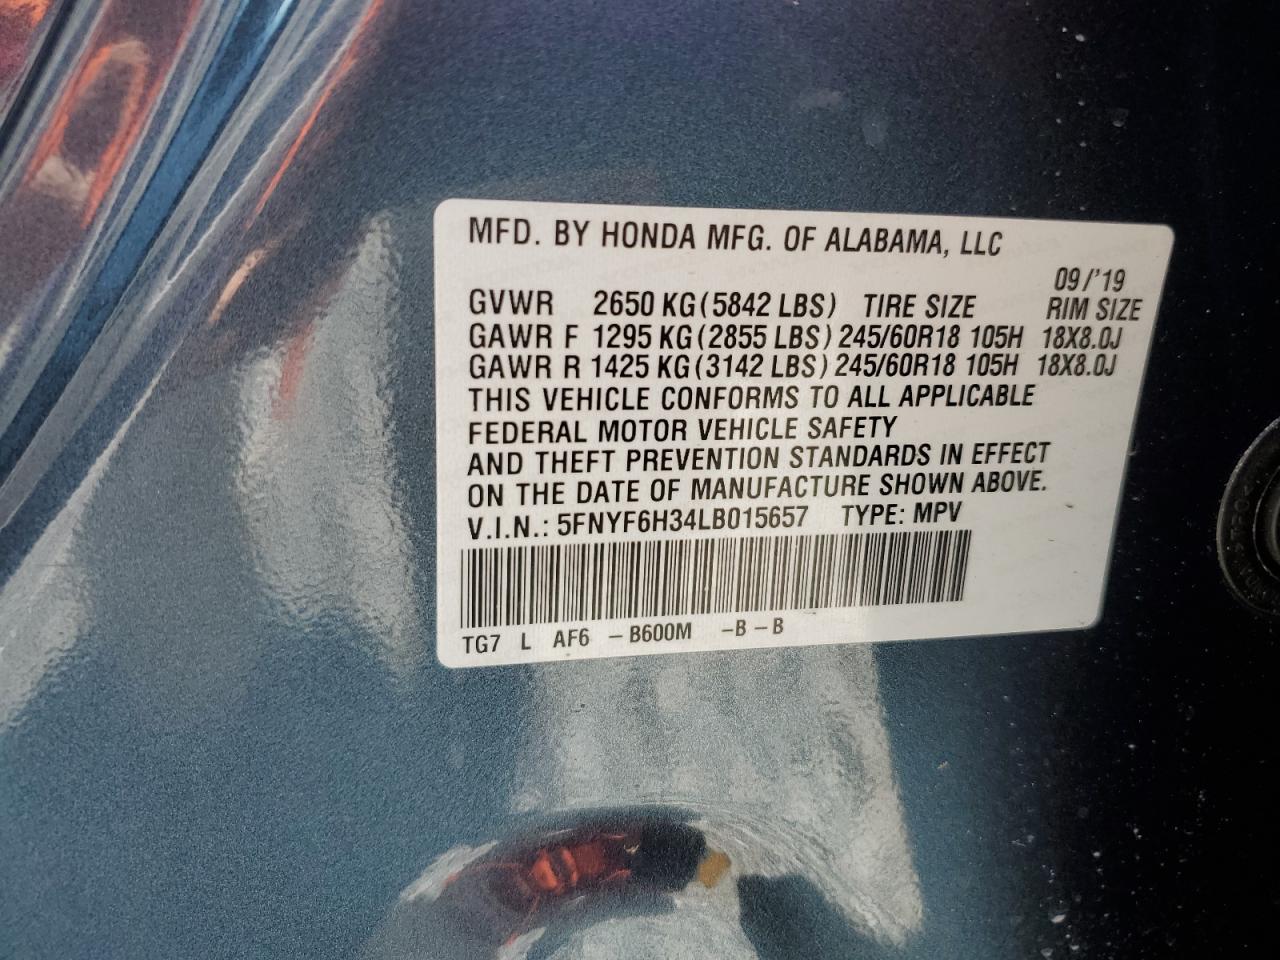 MFD. BY HONDA MFG. OF ALABAMA, LLC
09/'19
GVWR 2650 KG(5842 LBS) TIRE SIZE RIM SIZE
GAWR F 1295 KG(2855 LBS) 245/60R18 105H 18X8.0J
GAWR R 1425 KG(3142 LBS) 245/60R18 105H 18X8.0J
THIS VEHICLE CONFORMS TO ALL APPLICABLE
FEDERAL MOTOR VEHICLE SAFETY
AND THEFT PREVENTION STANDARDS IN EFFECT
ON THE DATE OF MANUFACTURE SHOWN ABOVE.
V.I.N.: 5FNYF6H34LB015657 TYPE: MPV
TG7 L AF6 -B600M -B-B